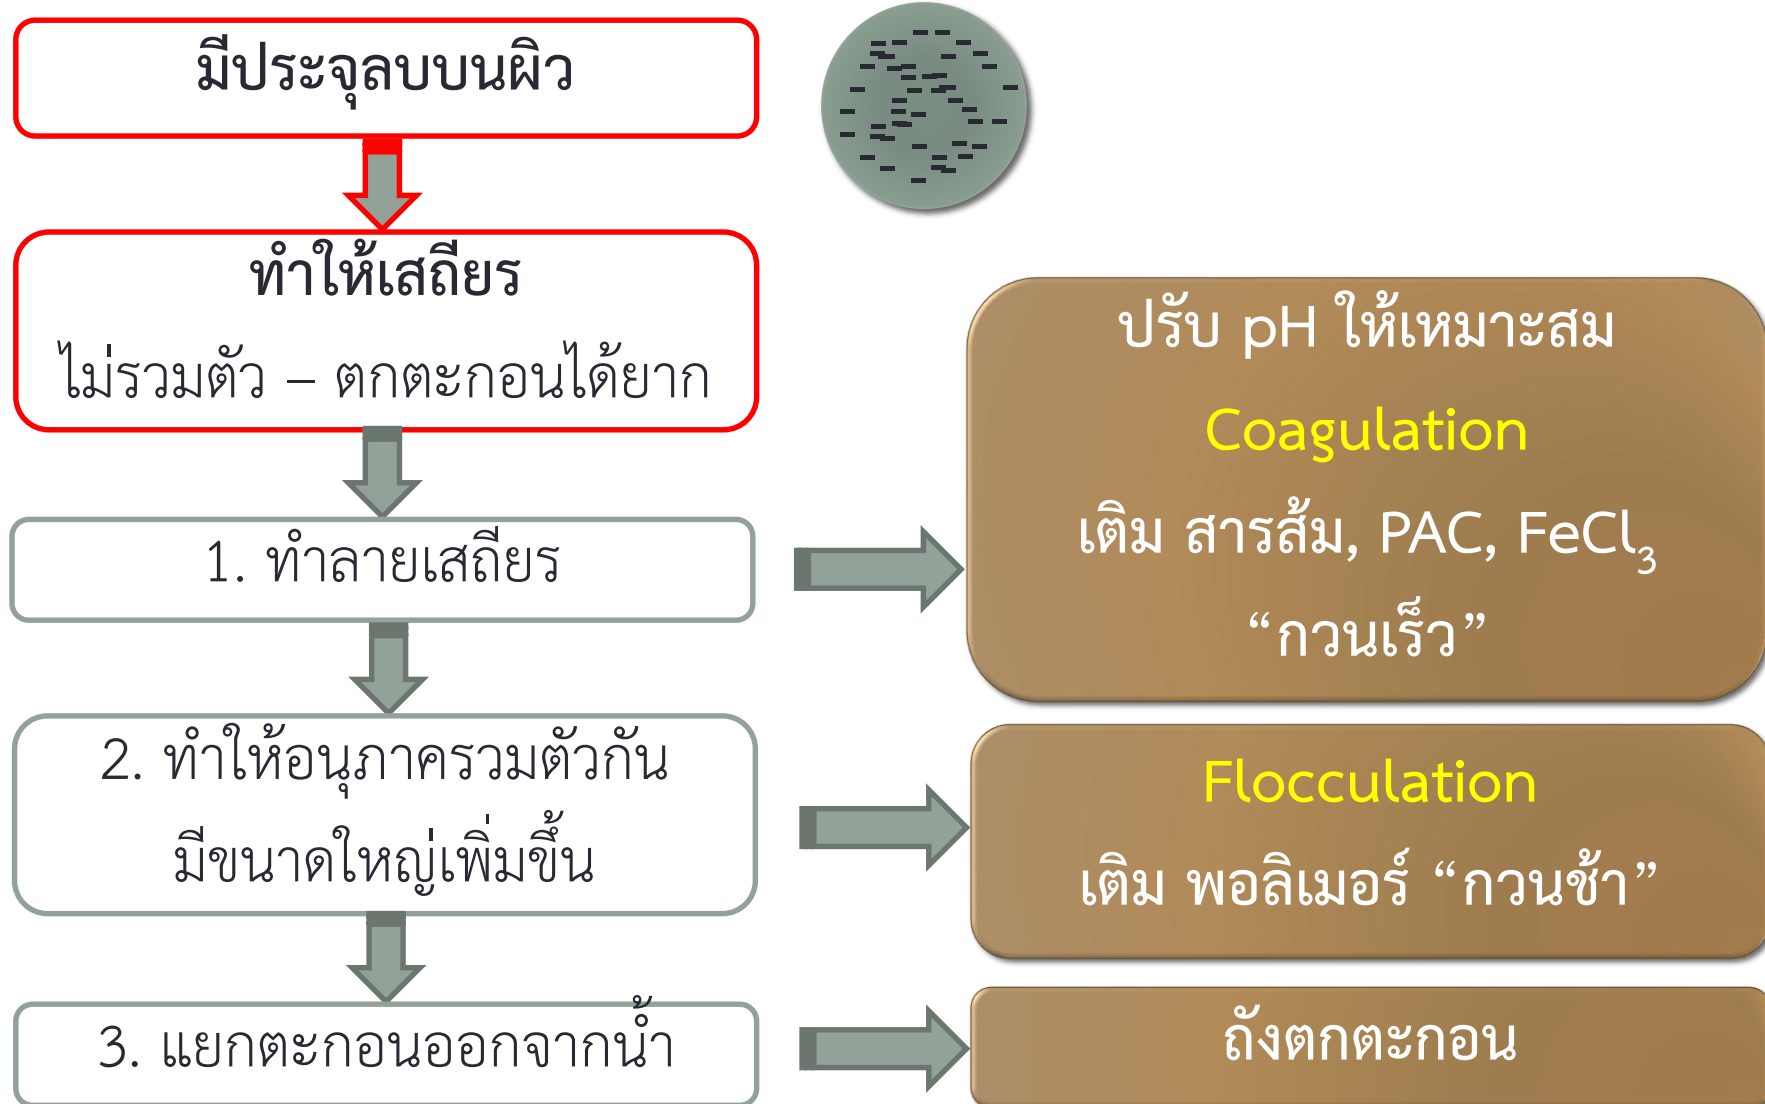 มีประจุลบบนผิว
ทำให้เสถียร
ไม่รวมตัว – ตกตะกอนได้ยาก
1. ทำลายเสถียร
ปรับ pH ให้เหมาะสม
Coagulation
เติม สารส้ม, PAC, FeCl₃
“กวนเร็ว”
2. ทำให้อนุภาครวมตัวกัน
มีขนาดใหญ่เพิ่มขึ้น
Flocculation
เติม พอลิเมอร์ “กวนช้า”
3. แยกตะกอนออกจากน้ำ
ถังตกตะกอน